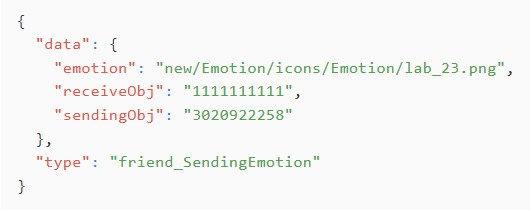 {
  "data": {
    "emotion": "new/Emotion/icons/Emotion/lab_23.png",
    "receiveObj": "1111111111",
    "sendingObj": "3020922258"
  },
  "type": "friend_SendingEmotion"
}